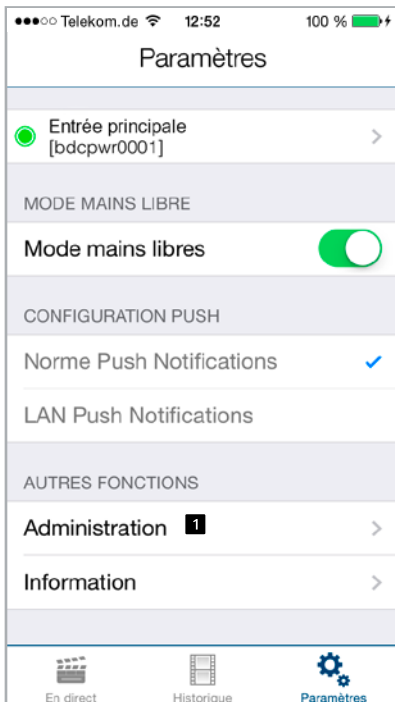 Telekom.de 12:52 100 %
Paramètres
Entrée principale
[bdcpwr0001]
MODE MAINS LIBRE
Mode mains libres
CONFIGURATION PUSH
Norme Push Notifications
LAN Push Notifications
AUTRES FONCTIONS
Administration 1
Information
En direct Historique Paramètres